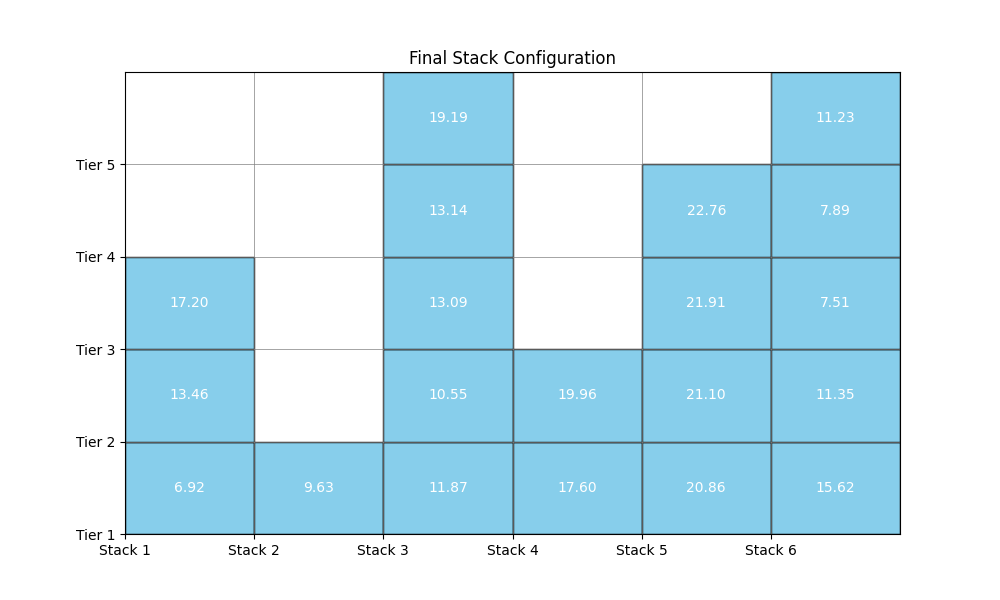 Final Stack Configuration
19.19 11.23
Tier 5
13.14 22.76 7.89
Tier 4
17.20 13.09 21.91 7.51
Tier 3
13.46 10.55 19.96 21.10 11.35
Tier 2
6.92 9.63 11.87 17.60 20.86 15.62
Tier 1
Stack 1 Stack 2 Stack 3 Stack 4 Stack 5 Stack 6